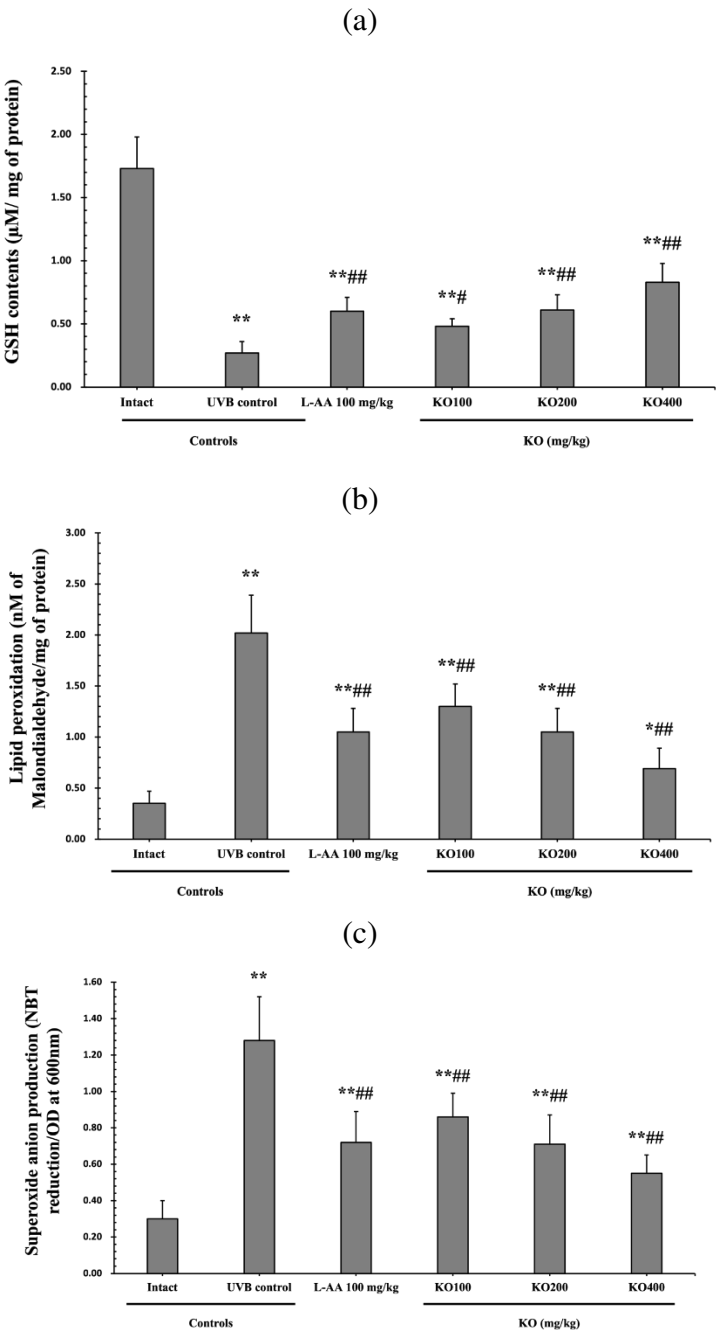 (a)
GSH contents (μM/ mg of protein)
2.50
2.00
1.50
1.00
0.50
0.00
**
**##
**#
**##
**##
Intact
UVB control
L-AA 100 mg/kg
KO100
KO200
KO400
Controls
KO (mg/kg)
(b)
Lipid peroxidation (nM of
Malondialdehyde/mg of protein)
3.00
2.50
2.00
1.50
1.00
0.50
0.00
**
**##
**##
**##
*##
Intact
UVB control
L-AA 100 mg/kg
KO100
KO200
KO400
Controls
KO (mg/kg)
(c)
Superoxide anion production (NBT
reduction/OD at 600nm)
1.60
1.40
1.20
1.00
0.80
0.60
0.40
0.20
0.00
**
**##
**##
**##
**##
Intact
UVB control
L-AA 100 mg/kg
KO100
KO200
KO400
Controls
KO (mg/kg)